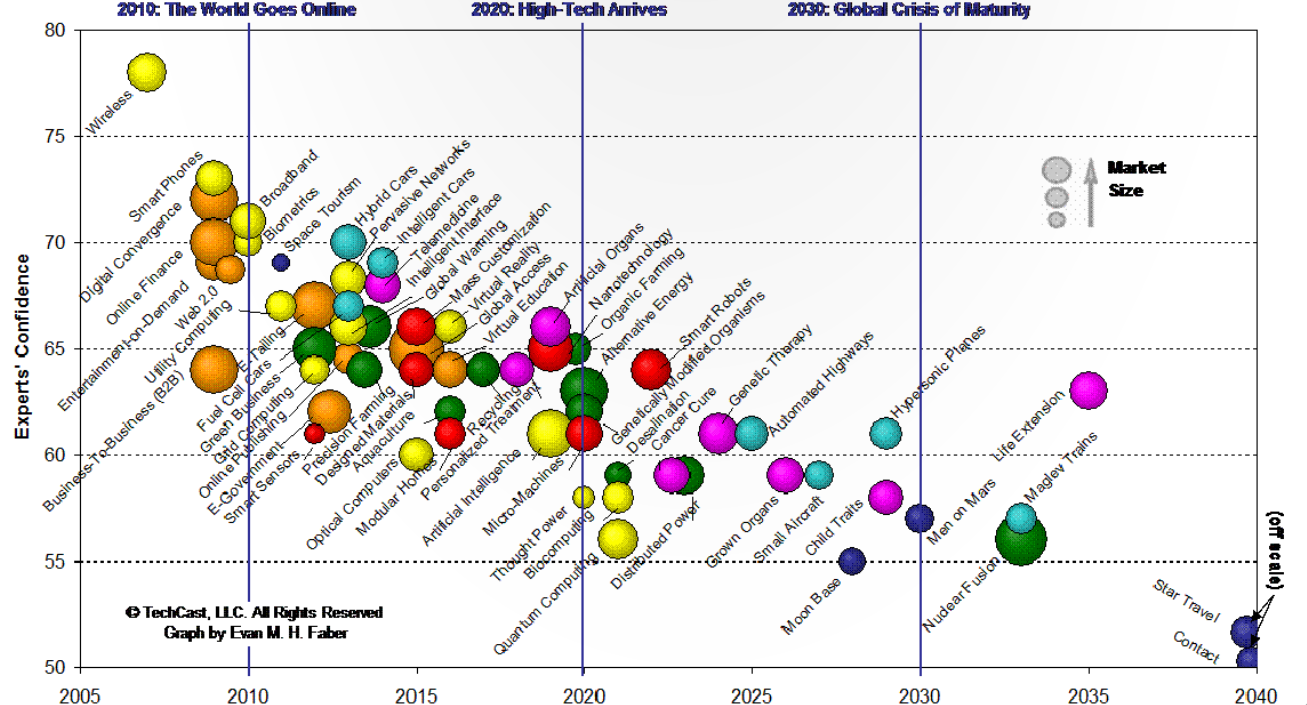 2010: The World Goes Online
2020: High-Tech Arrives
2030: Global Crisis of Maturity
80
75
70
65
60
55
50
Experts' Confidence
2005
2010
2015
2020
2025
2030
2035
2040
Market
Size
Wireless
Smart Phones
Digital Convergence
Online Finance
Entertainment-on-Demand
Web 2.0
Utility Computing
Business-To-Business (B2B)
E-Tailing
Fuel Cell Cars
Green Business
Grid Computing
Online Publishing
E-Government
Smart Sensors
Precision Farming
Designed Materials
Aquaculture
Optical Computers
Modular Homes
Recycling
Personalized Treatment
Artificial Intelligence
Micro-Machines
Thought Power
Biocomputing
Quantum Computing
Distributed Power
Broadband
Biometrics
Space Tourism
Hybrid Cars
Pervasive Networks
Intelligent Cars
Telemedicine
Intelligent Interface
Global Warming
Mass Customization
Virtual Reality
Global Access
Virtual Education
Artificial Organs
Nanotechnology
Organic Farming
Alternative Energy
Smart Robots
Genetically Modified Organisms
Desalination
Cancer Cure
Genetic Therapy
Automated Highways
Hypersonic Planes
Grown Organs
Small Aircraft
Child Traits
Moon Base
Men on Mars
Life Extension
Maglev Trains
Nuclear Fusion
Star Travel
Contact
(off scale)
© TechCast, LLC. All Rights Reserved
Graph by Evan M. H. Faber